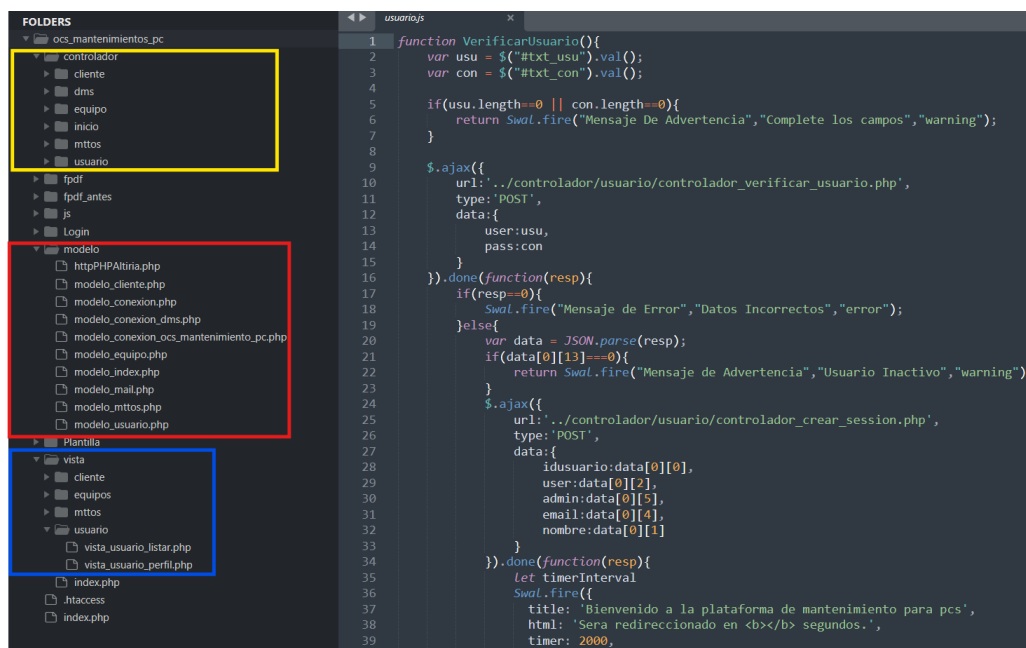 FOLDERS
ocs_mantenimientos_pc
controlador
cliente
dms
equipo
inicio
mttos
usuario
fpdf
fpdf_antes
js
Login
modelo
httpPHPAltiria.php
modelo_cliente.php
modelo_conexion.php
modelo_conexion_dms.php
modelo_conexion_ocs_mantenimiento_pc.php
modelo_equipo.php
modelo_index.php
modelo_mail.php
modelo_mttos.php
modelo_usuario.php
Plantilla
vista
cliente
equipos
mttos
usuario
vista_usuario_listar.php
vista_usuario_perfil.php
index.php
.htaccess
index.php
usuario.js ×
1 function VerificarUsuario(){
2 var usu = $("#txt_usu").val();
3 var con = $("#txt_con").val();
4
5 if(usu.length==0 || con.length==0){
6 return Swal.fire("Mensaje De Advertencia","Complete los campos","warning");
7 }
8
9 $.ajax({
10 url:'../controlador/usuario/controlador_verificar_usuario.php',
11 type:'POST',
12 data:{
13 user:usu,
14 pass:con
15 }
16 }).done(function(resp){
17 if(resp==0){
18 Swal.fire("Mensaje de Error","Datos Incorrectos","error");
19 }else{
20 var data = JSON.parse(resp);
21 if(data[0][13]===0){
22 return Swal.fire("Mensaje de Advertencia","Usuario Inactivo","warning")
23 }
24 $.ajax({
25 url:'../controlador/usuario/controlador_crear_session.php',
26 type:'POST',
27 data:{
28 idusuario:data[0][0],
29 user:data[0][2],
30 admin:data[0][5],
31 email:data[0][4],
32 nombre:data[0][1]
33 }
34 }).done(function(resp){
35 let timerInterval
36 Swal.fire({
37 title: 'Bienvenido a la plataforma de mantenimiento para pcs',
38 html: 'Sera redireccionado en <b></b> segundos.',
39 timer: 2000,